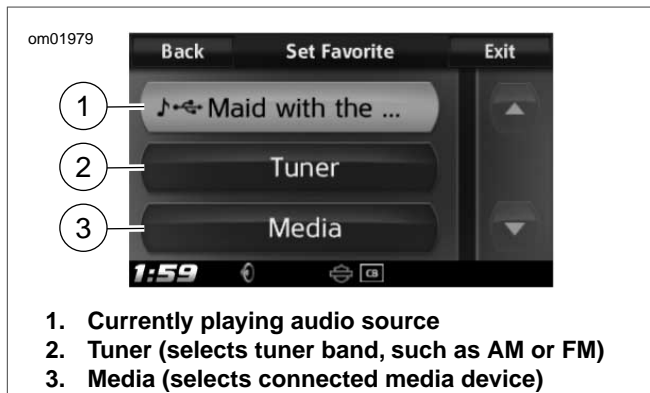 om01979
Back Set Favorite Exit
1 Maid with the ...
2 Tuner
3 Media
1:59 CB
1. Currently playing audio source
2. Tuner (selects tuner band, such as AM or FM)
3. Media (selects connected media device)